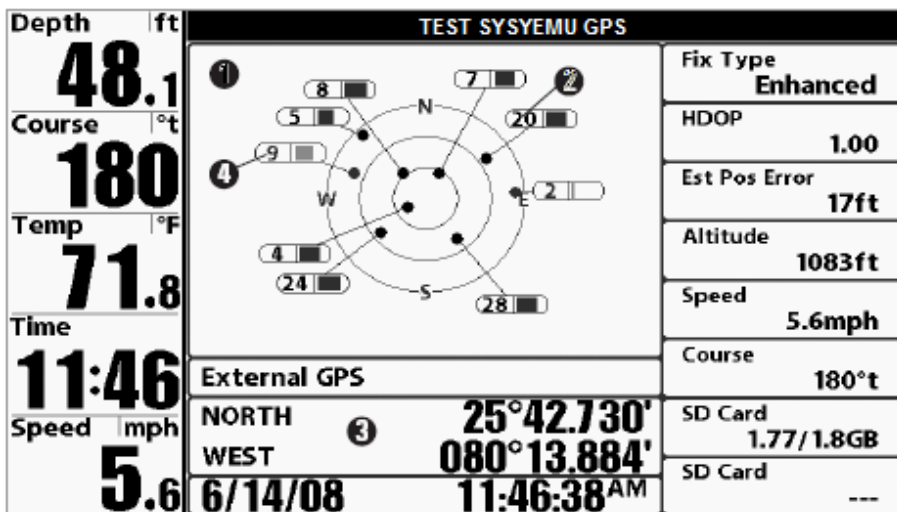 TEST SYSYEMU GPS
Depth ft
48.1
Course °t
180
Temp °F
71.8
Time
11:46
Speed mph
5.6
1
2
4
8
7
5
20
9
2
4
24
28
N
W
E
S
External GPS
NORTH 25°42.730'
3
WEST 080°13.884'
6/14/08 11:46:38AM
Fix Type
Enhanced
HDOP
1.00
Est Pos Error
17ft
Altitude
1083ft
Speed
5.6mph
Course
180°t
SD Card
1.77/1.8GB
SD Card
---